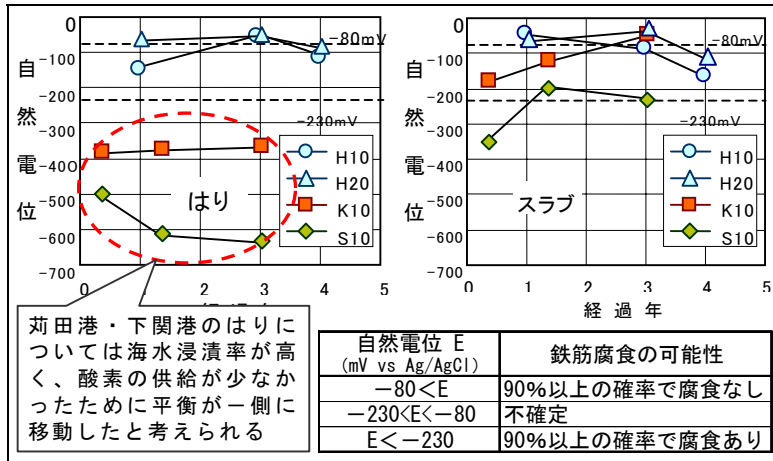 0
-100
-200
-300
-400
-500
-600
-700
自然電位
-80mV
-230mV
はり
H10
H20
K10
S10
0 1 2 3 4 5
0
-100
-200
-300
-400
-500
-600
-700
自然電位
-80mV
-230mV
スラブ
H10
H20
K10
S10
0 1 2 3 4 5
経過年
苅田港・下関港のはりに
ついては海水浸漬率が高
く、酸素の供給が少なか
ったために平衡が－側に
移動したと考えられる
自然電位 E
(mV vs Ag/AgCl)
鉄筋腐食の可能性
－80<E
90%以上の確率で腐食なし
－230<E<－80
不確定
E<－230
90%以上の確率で腐食あり